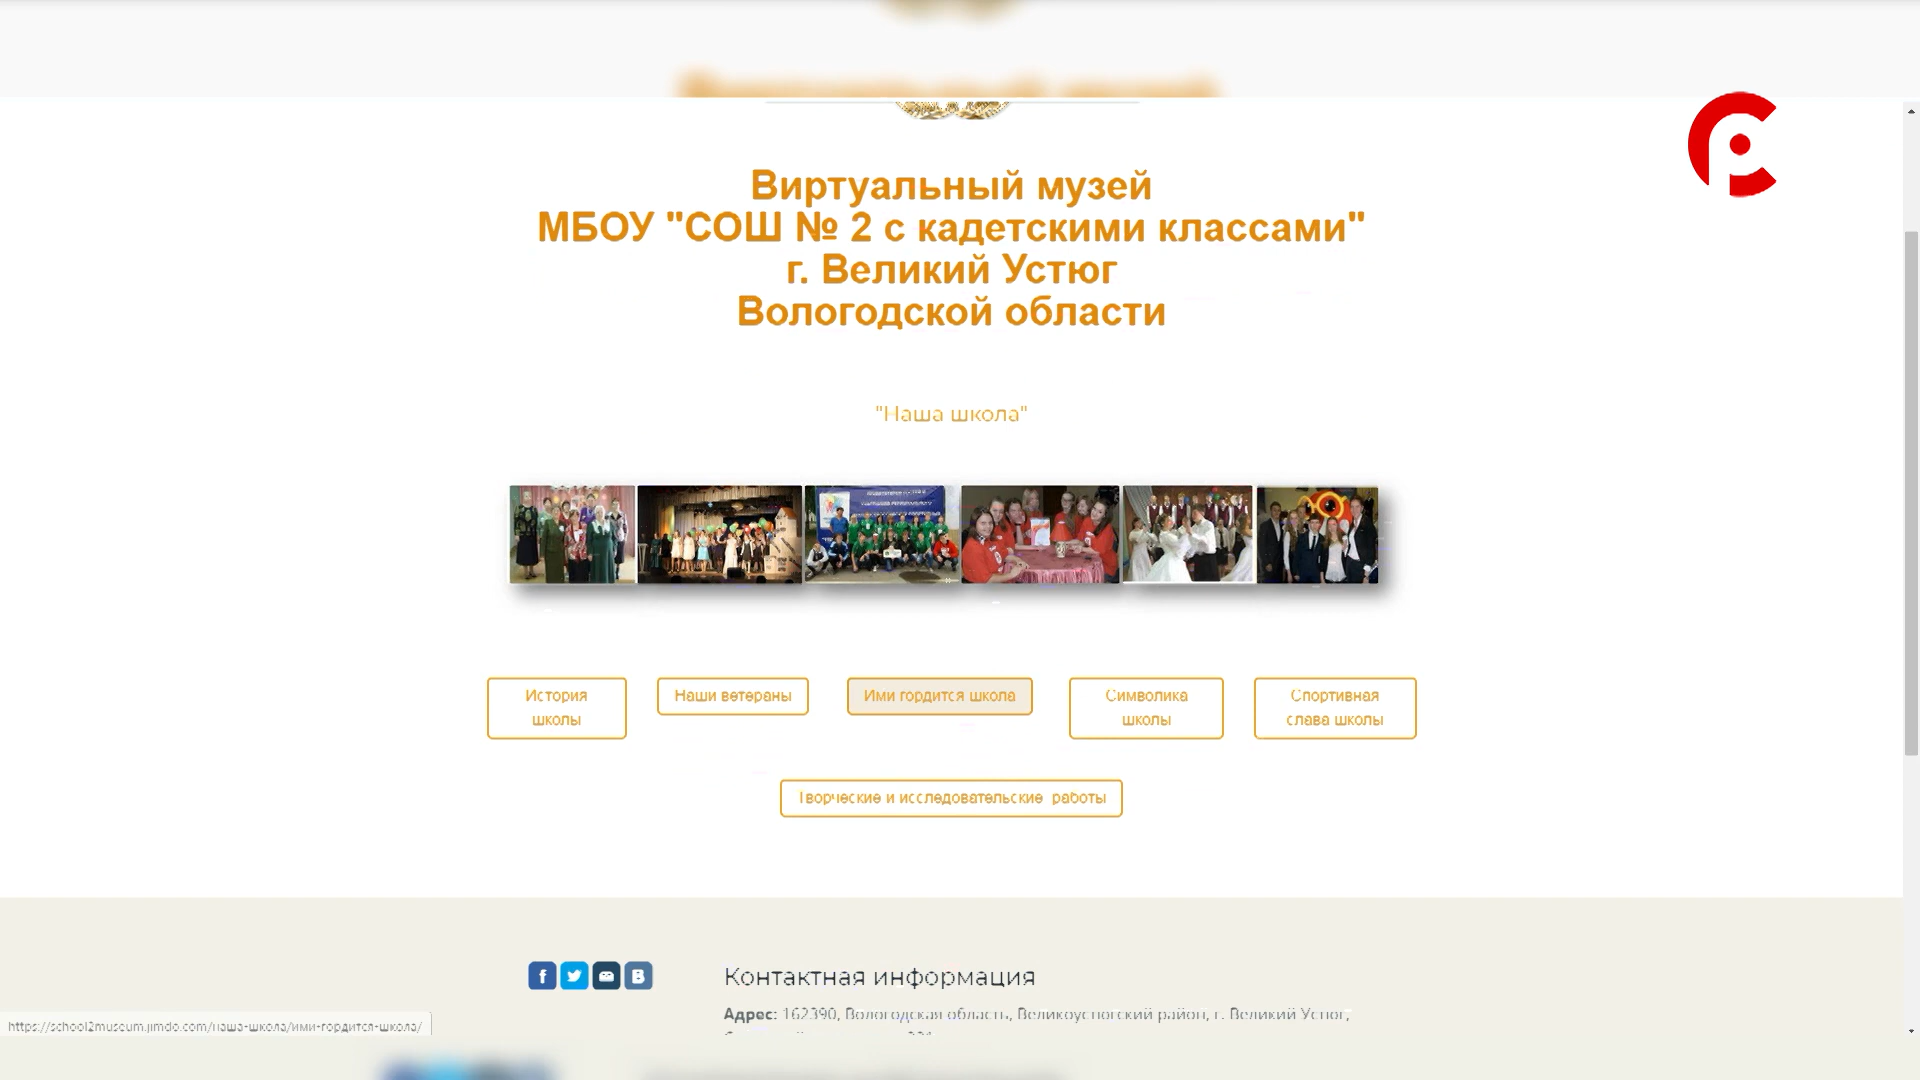 Виртуальный музей
МБОУ "СОШ № 2 с кадетскими классами"
г. Великий Устюг
Вологодской области
"Наша школа"
История
школы
Наши ветераны
Ими гордится школа
Символика
школы
Спортивная
слава школы
Творческие и исследовательские работы
Контактная информация
Адрес: 162390, Вологодская область, Великоустюгский район, г. Великий Устюг,
https://school2museum.jimdo.com/наша-школа/ими-гордится-школа/